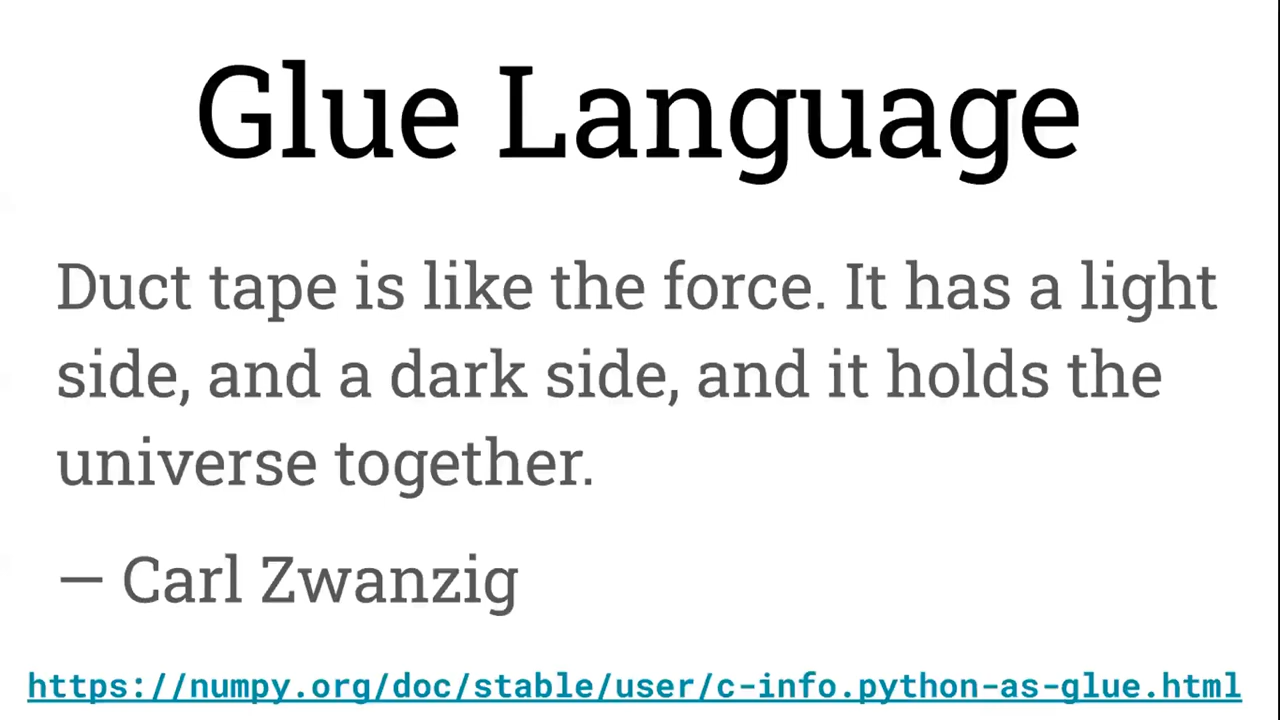 Glue Language
Duct tape is like the force. It has a light
side, and a dark side, and it holds the
universe together.
— Carl Zwanzig
https://numpy.org/doc/stable/user/c-info.python-as-glue.html